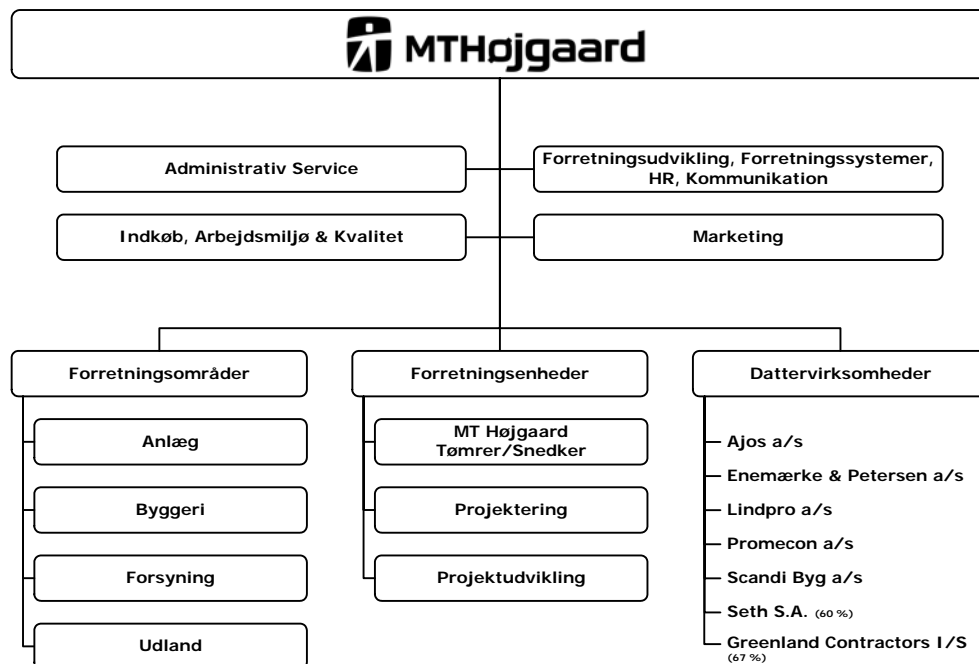 MTHøjgaard
Administrativ Service
Forretningsudvikling, Forretningssystemer,
HR, Kommunikation
Indkøb, Arbejdsmiljø & Kvalitet
Marketing
Forretningsområder
Anlæg
Byggeri
Forsyning
Udland
Forretningsenheder
MT Højgaard
Tømrer/Snedker
Projektering
Projektudvikling
Dattervirksomheder
Ajos a/s
Enemærke & Petersen a/s
Lindpro a/s
Promecon a/s
Scandi Byg a/s
Seth S.A. (60 %)
Greenland Contractors I/S
(67 %)